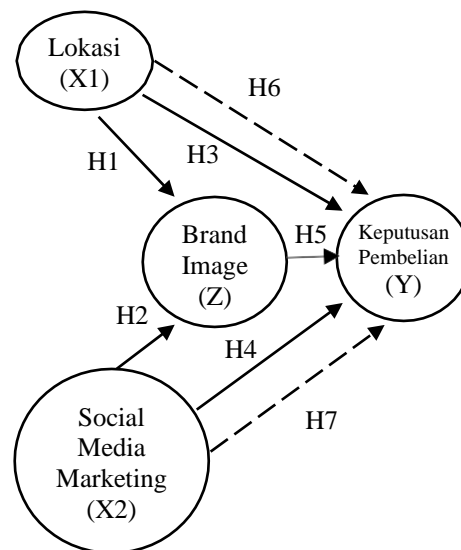 Lokasi
(X1)
H6
H1
H3
Brand
Image
(Z)
H5
Keputusan
Pembelian
(Y)
H2
H4
H7
Social
Media
Marketing
(X2)